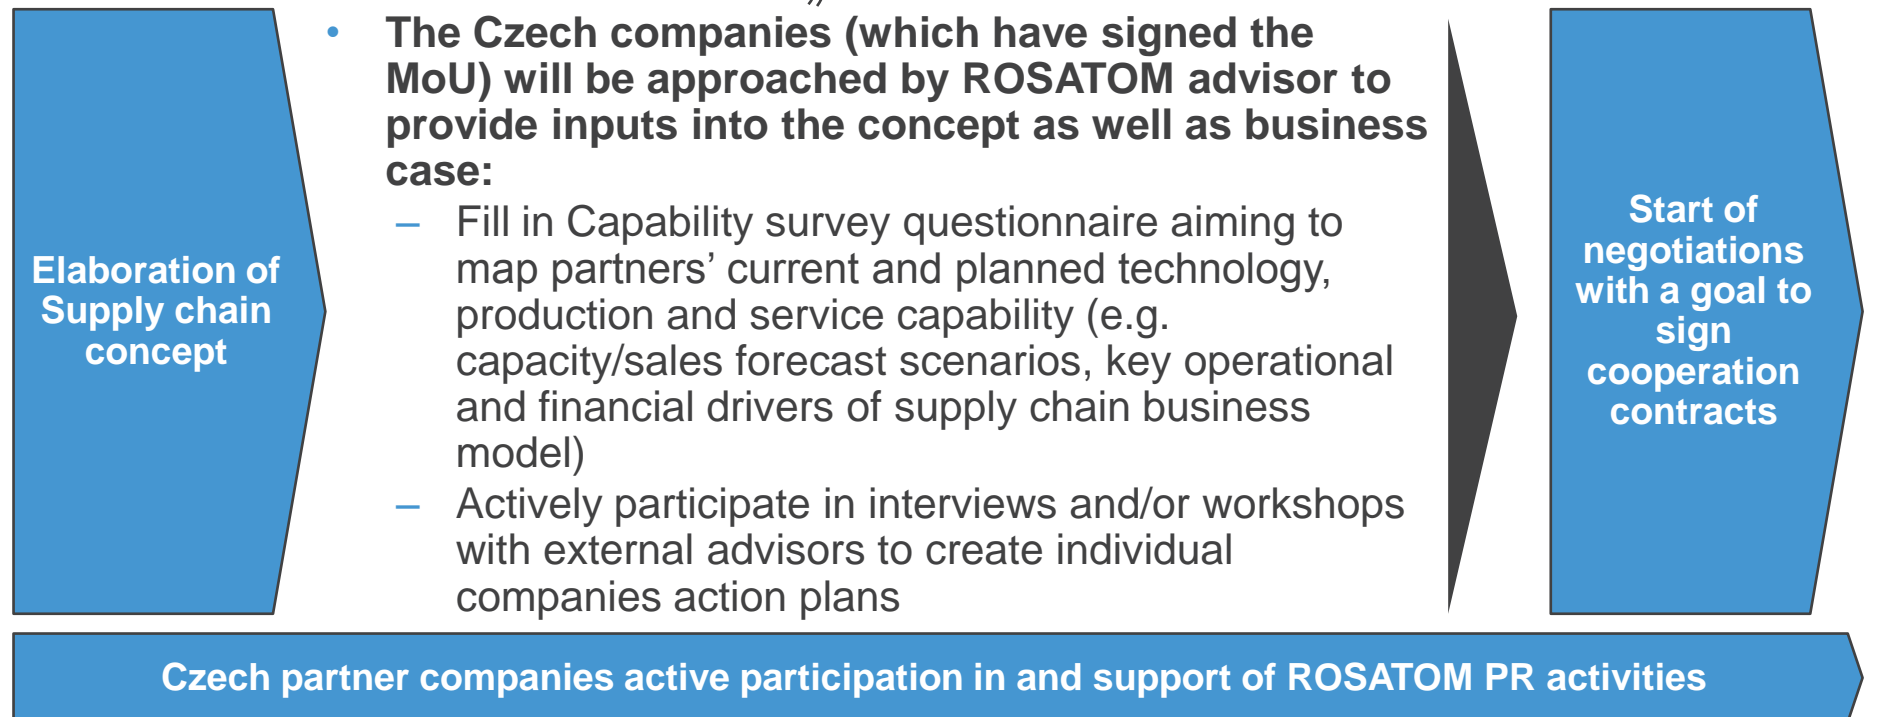 Elaboration of
Supply chain
concept
• The Czech companies (which have signed the
MoU) will be approached by ROSATOM advisor to
provide inputs into the concept as well as business
case:
– Fill in Capability survey questionnaire aiming to
map partners’ current and planned technology,
production and service capability (e.g.
capacity/sales forecast scenarios, key operational
and financial drivers of supply chain business
model)
– Actively participate in interviews and/or workshops
with external advisors to create individual
companies action plans
Start of
negotiations
with a goal to
sign
cooperation
contracts
Czech partner companies active participation in and support of ROSATOM PR activities